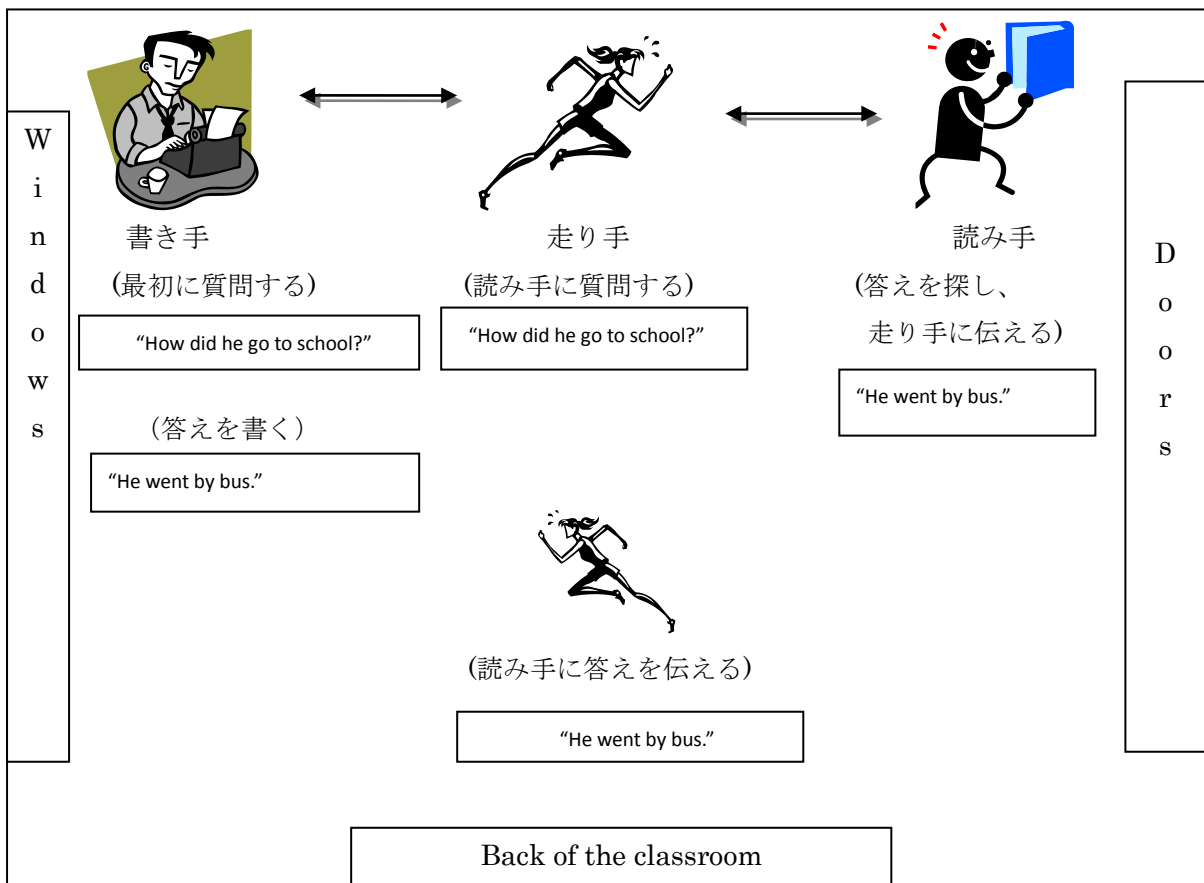 Windows
書き手
(最初に質問する)
“How did he go to school?”
(答えを書く)
“He went by bus.”
走り手
(読み手に質問する)
“How did he go to school?”
読み手
(答えを探し、
走り手に伝える)
“He went by bus.”
Doors
(読み手に答えを伝える)
“He went by bus.”
Back of the classroom